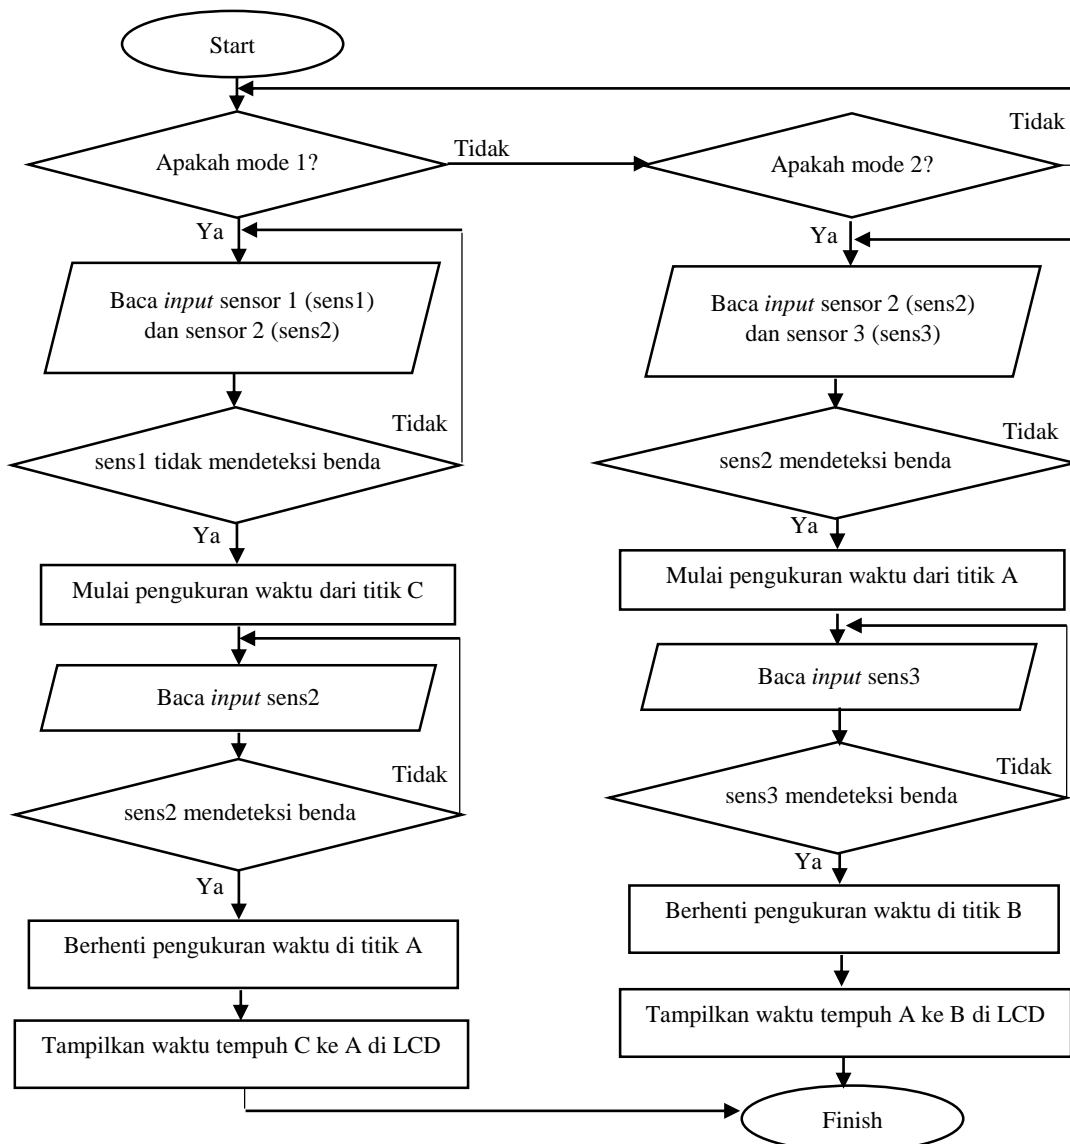 Start
Apakah mode 1?
Tidak
Apakah mode 2?
Tidak
Ya
Baca input sensor 1 (sens1)
dan sensor 2 (sens2)
Tidak
sens1 tidak mendeteksi benda
Ya
Mulai pengukuran waktu dari titik C
Baca input sens2
Tidak
sens2 mendeteksi benda
Ya
Berhenti pengukuran waktu di titik A
Tampilkan waktu tempuh C ke A di LCD
Ya
Baca input sensor 2 (sens2)
dan sensor 3 (sens3)
Tidak
sens2 mendeteksi benda
Ya
Mulai pengukuran waktu dari titik A
Baca input sens3
Tidak
sens3 mendeteksi benda
Ya
Berhenti pengukuran waktu di titik B
Tampilkan waktu tempuh A ke B di LCD
Finish